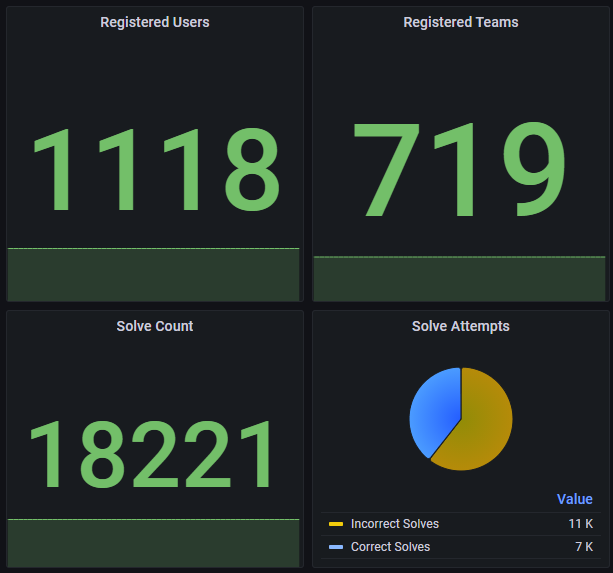 Registered Users
1118
Registered Teams
719
Solve Count
18221
Solve Attempts
Value
Incorrect Solves 11 K
Correct Solves 7 K